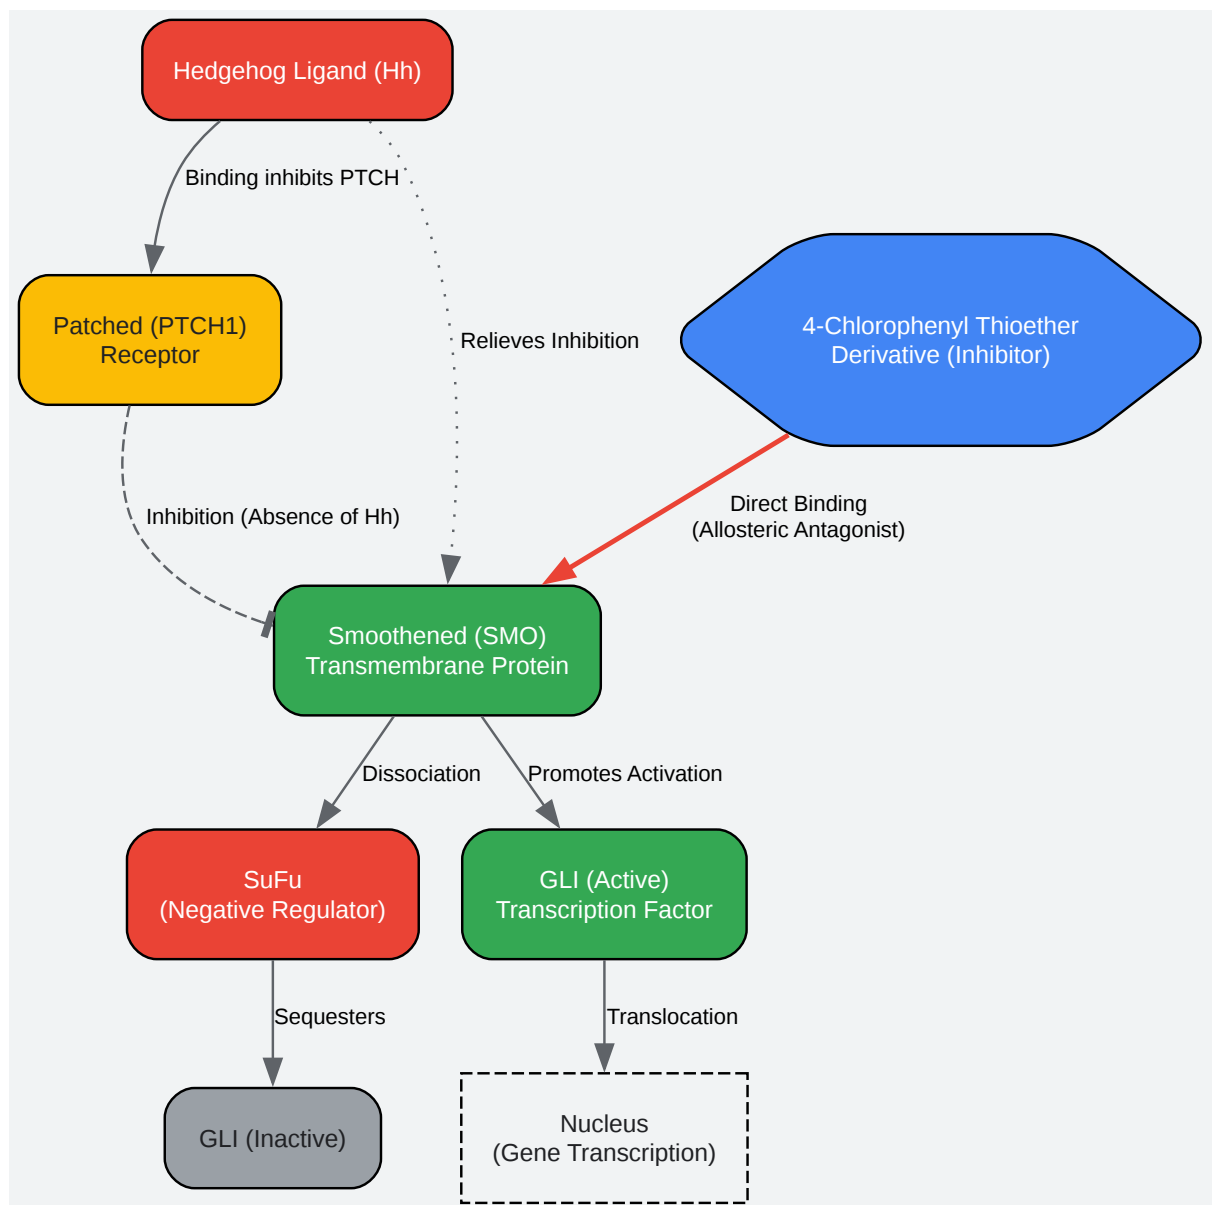 Hedgehog Ligand (Hh)
Binding inhibits PTCH
Patched (PTCH1)
Receptor
Relieves Inhibition
4-Chlorophenyl Thioether
Derivative (Inhibitor)
Inhibition (Absence of Hh)
Direct Binding
(Allosteric Antagonist)
Smoothened (SMO)
Transmembrane Protein
Dissociation
Promotes Activation
SuFu
(Negative Regulator)
GLI (Active)
Transcription Factor
Sequesters
Translocation
GLI (Inactive)
Nucleus
(Gene Transcription)